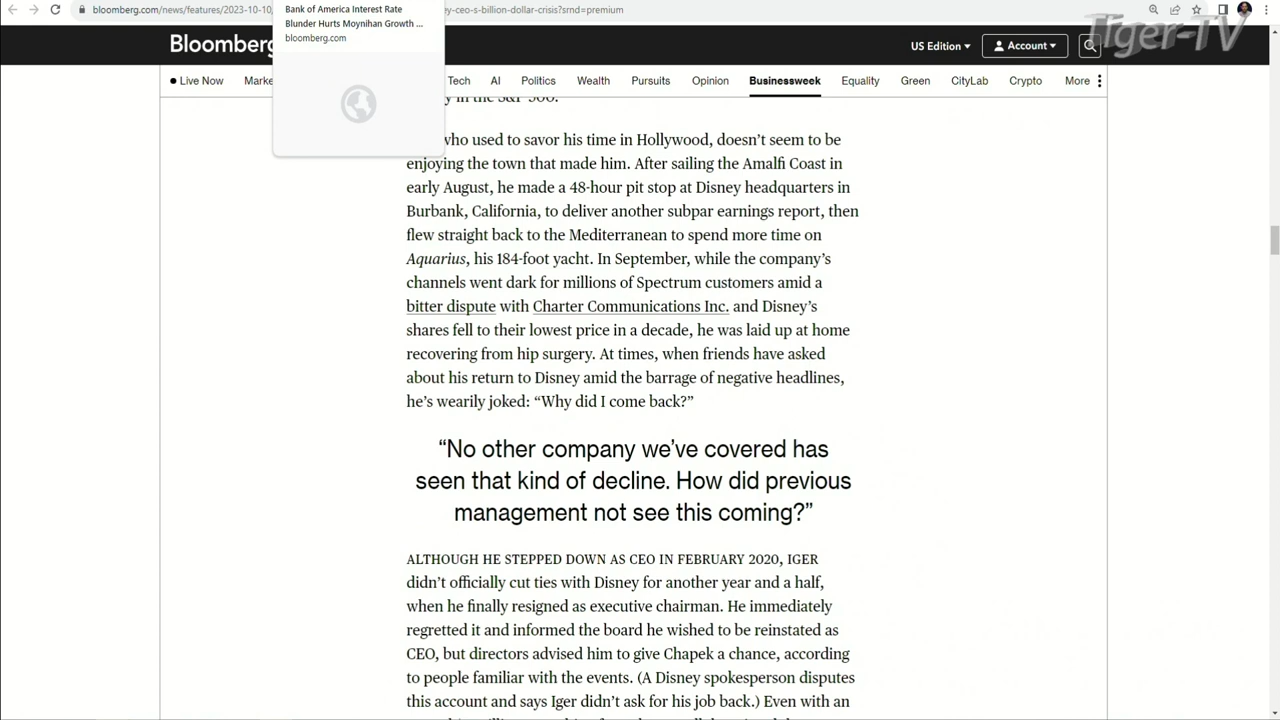 bloomberg.com/news/features/2023-10-10,
ey-ceo-s-billion-dollar-crisis?srnd=premium
Bank of America Interest Rate
Blunder Hurts Moynihan Growth ...
bloomberg.com
Tiger-TV
Bloomberg
US Edition
Account
Live Now
Marke
Tech
AI
Politics
Wealth
Pursuits
Opinion
Businessweek
Equality
Green
CityLab
Crypto
More
y in the S&P 500.
who used to savor his time in Hollywood, doesn’t seem to be
enjoying the town that made him. After sailing the Amalfi Coast in
early August, he made a 48-hour pit stop at Disney headquarters in
Burbank, California, to deliver another subpar earnings report, then
flew straight back to the Mediterranean to spend more time on
Aquarius, his 184-foot yacht. In September, while the company’s
channels went dark for millions of Spectrum customers amid a
bitter dispute with Charter Communications Inc. and Disney’s
shares fell to their lowest price in a decade, he was laid up at home
recovering from hip surgery. At times, when friends have asked
about his return to Disney amid the barrage of negative headlines,
he’s wearily joked: “Why did I come back?”
“No other company we’ve covered has
seen that kind of decline. How did previous
management not see this coming?”
ALTHOUGH HE STEPPED DOWN AS CEO IN FEBRUARY 2020, IGER
didn’t officially cut ties with Disney for another year and a half,
when he finally resigned as executive chairman. He immediately
regretted it and informed the board he wished to be reinstated as
CEO, but directors advised him to give Chapek a chance, according
to people familiar with the events. (A Disney spokesperson disputes
this account and says Iger didn’t ask for his job back.) Even with an